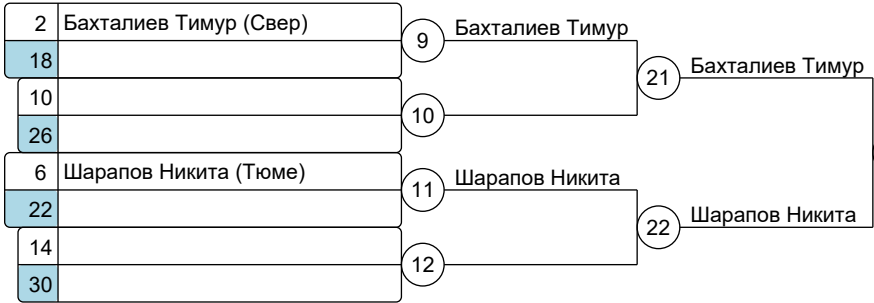 2 Бахталиев Тимур (Свер)
9 Бахталиев Тимур
18
21 Бахталиев Тимур
10
10
26
6 Шарапов Никита (Тюме)
11 Шарапов Никита
22
22 Шарапов Никита
14
12
30